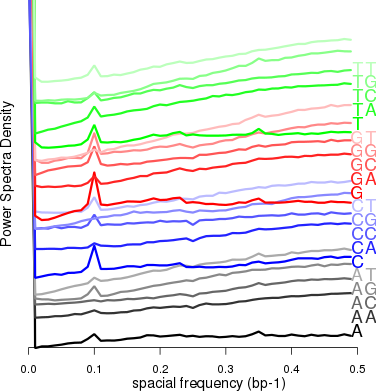 Power Spectra Density
TT
TG
TC
TA
T
GT
GG
GC
GA
G
CT
CG
CC
CA
C
AT
AG
AC
AA
A
0.0 0.1 0.2 0.3 0.4 0.5
spacial frequency (bp-1)